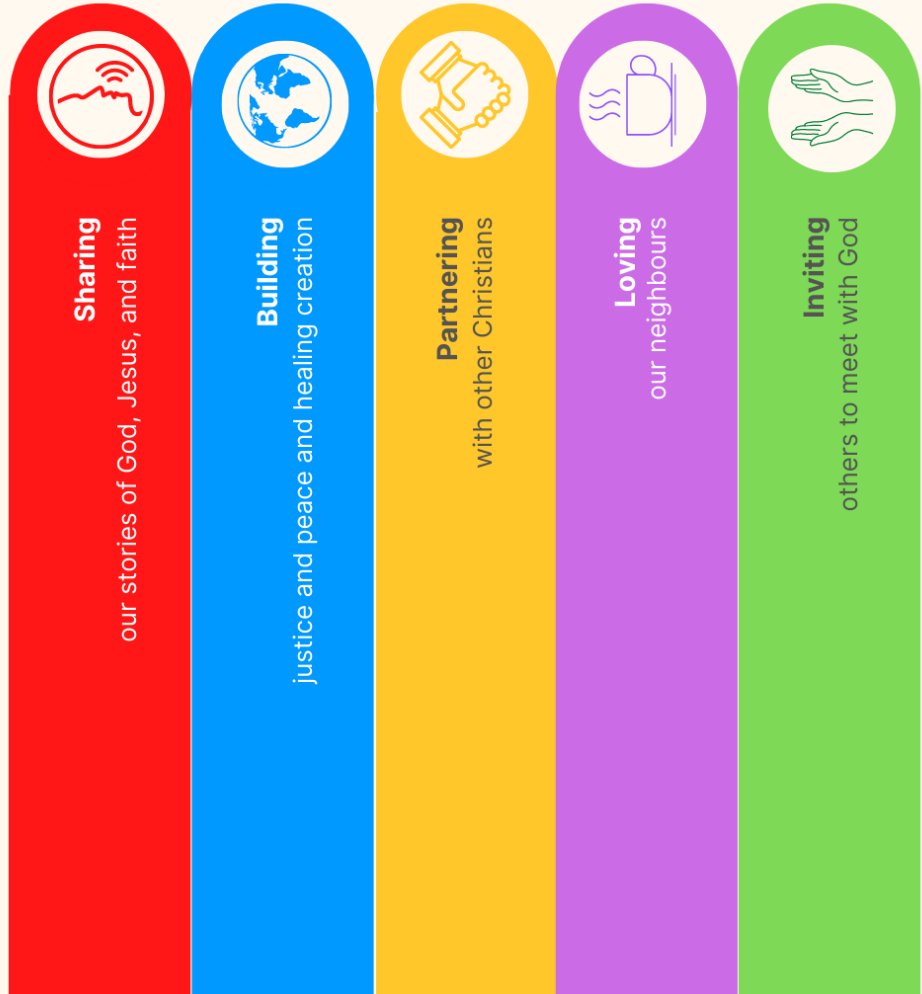 Sharing
our stories of God, Jesus, and faith
Building
justice and peace and healing creation
Partnering
with other Christians
Loving
our neighbours
Inviting
others to meet with God